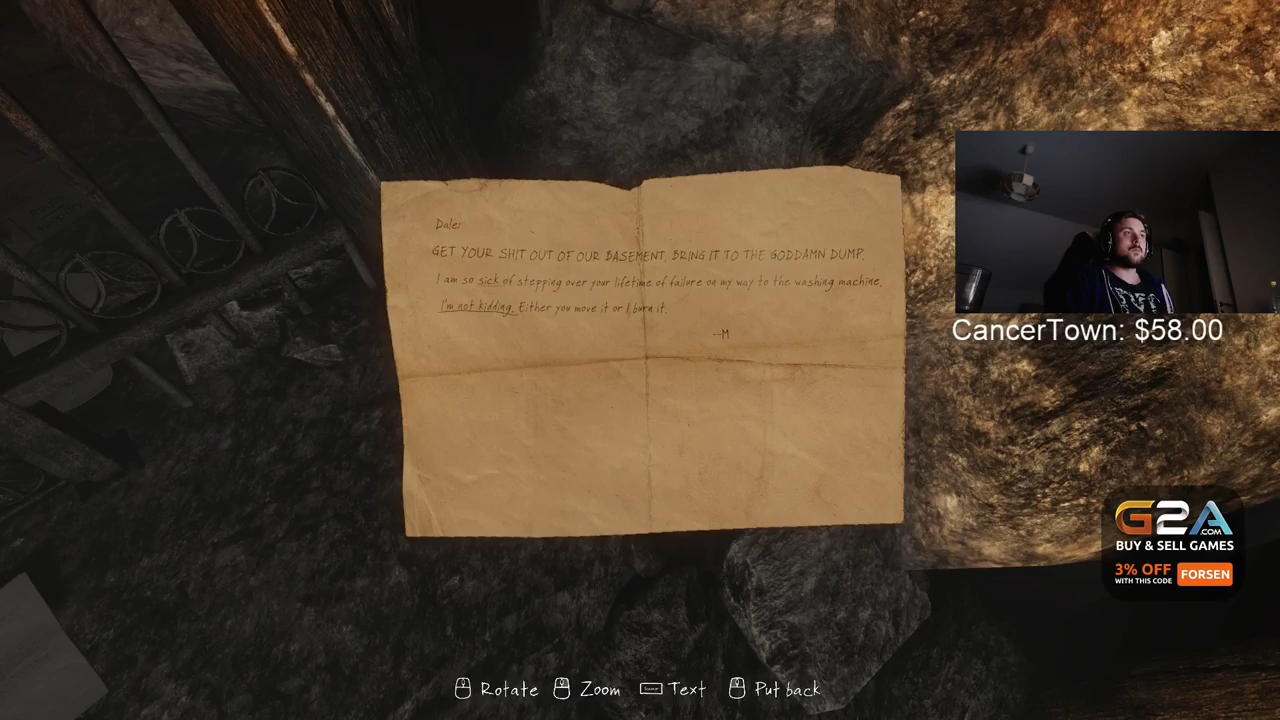 Dale:
GET YOUR SHIT OUT OF OUR BASEMENT. BRING IT TO THE GODDAMN DUMP.
I am so sick of stepping over your lifetime of failure on my way to the washing machine.
I'm not kidding. Either you move it or I burn it.
--M
CancerTown: $58.00
G2A
.COM
BUY & SELL GAMES
3% OFF
WITH THIS CODE
FORSEN
Rotate Zoom Text Put back